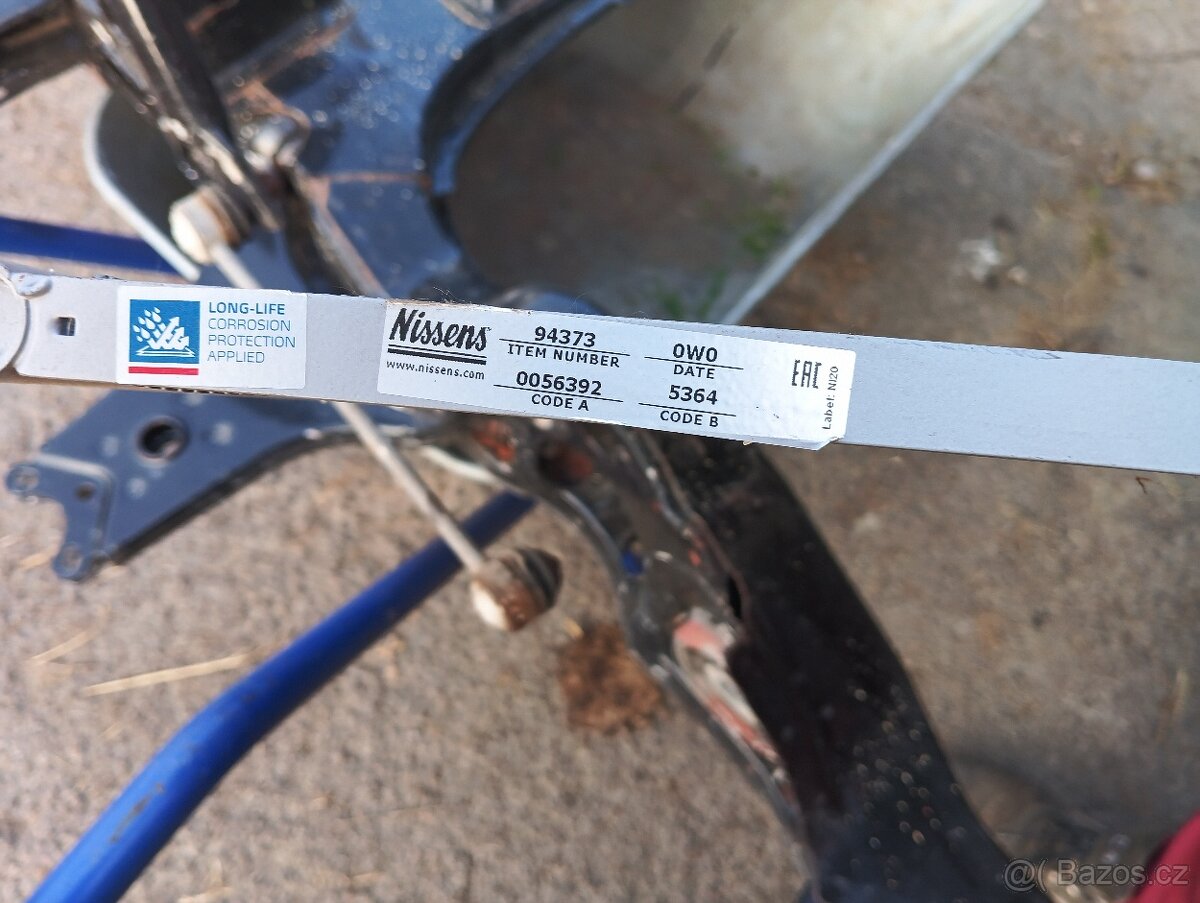 LONG-LIFE
CORROSION
PROTECTION
APPLIED
Nissens
www.nissens.com
94373
ITEM NUMBER
0056392
CODE A
0W0
DATE
5364
CODE B
EAC
Label: NI20
@( Bazos.cz